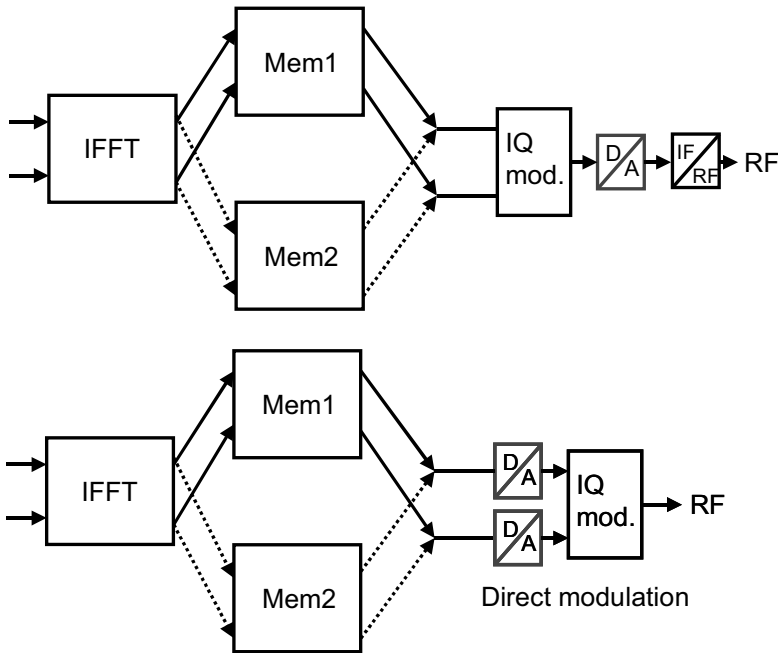 Mem1
IFFT
IQ
mod.
D
A
IF
RF
RF
Mem2
Mem1
IFFT
D
A
IQ
mod.
RF
D
A
Mem2
Direct modulation